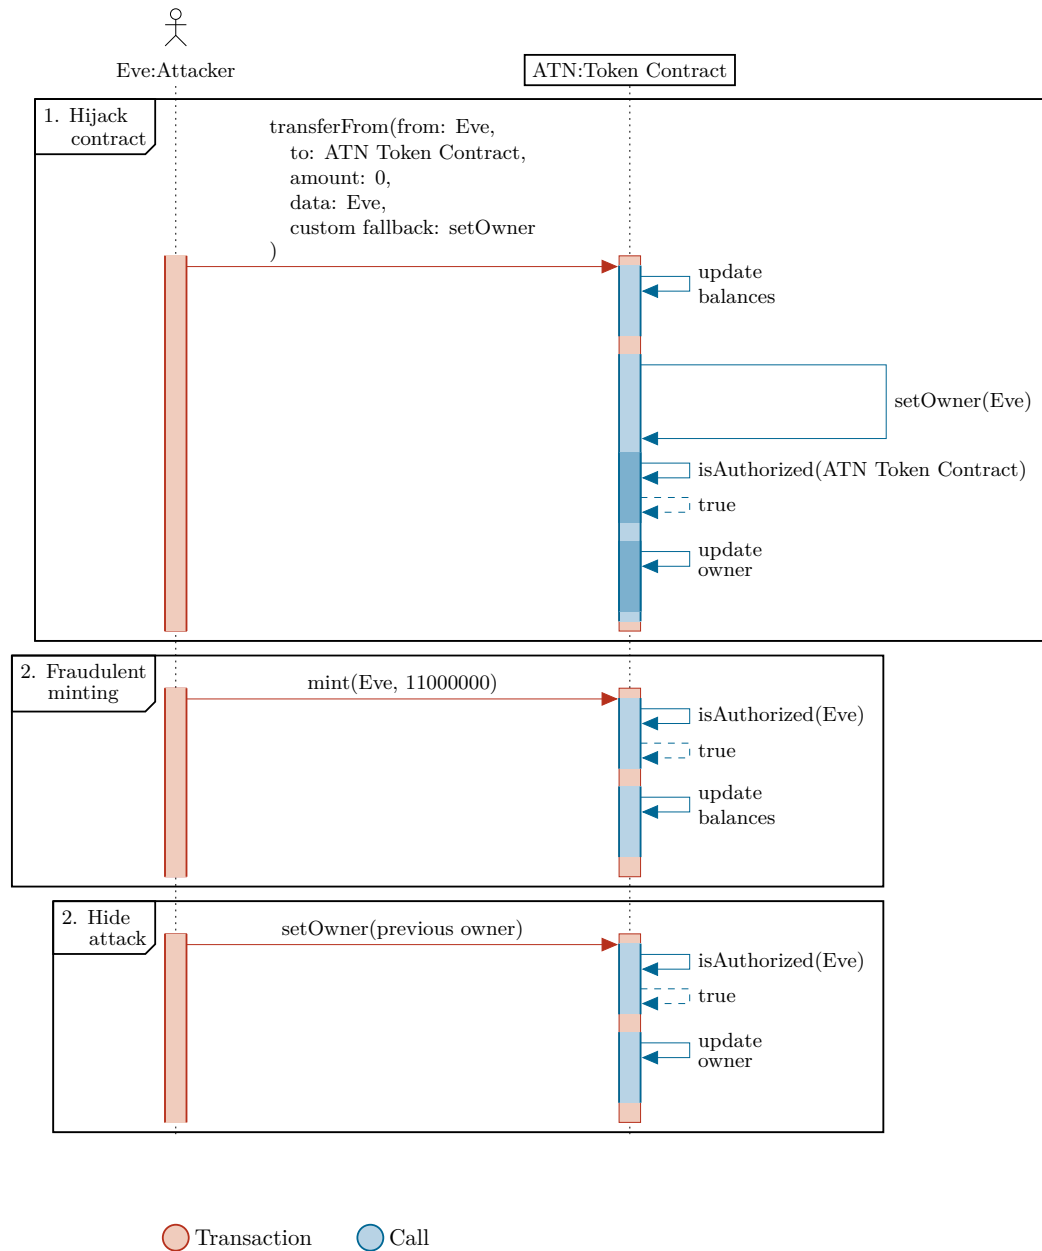 Eve:Attacker
ATN:Token Contract
1. Hijack
contract
transferFrom(from: Eve,
to: ATN Token Contract,
amount: 0,
data: Eve,
custom fallback: setOwner
)
update
balances
setOwner(Eve)
isAuthorized(ATN Token Contract)
true
update
owner
2. Fraudulent
minting
mint(Eve, 11000000)
isAuthorized(Eve)
true
update
balances
2. Hide
attack
setOwner(previous owner)
isAuthorized(Eve)
true
update
owner
Transaction
Call